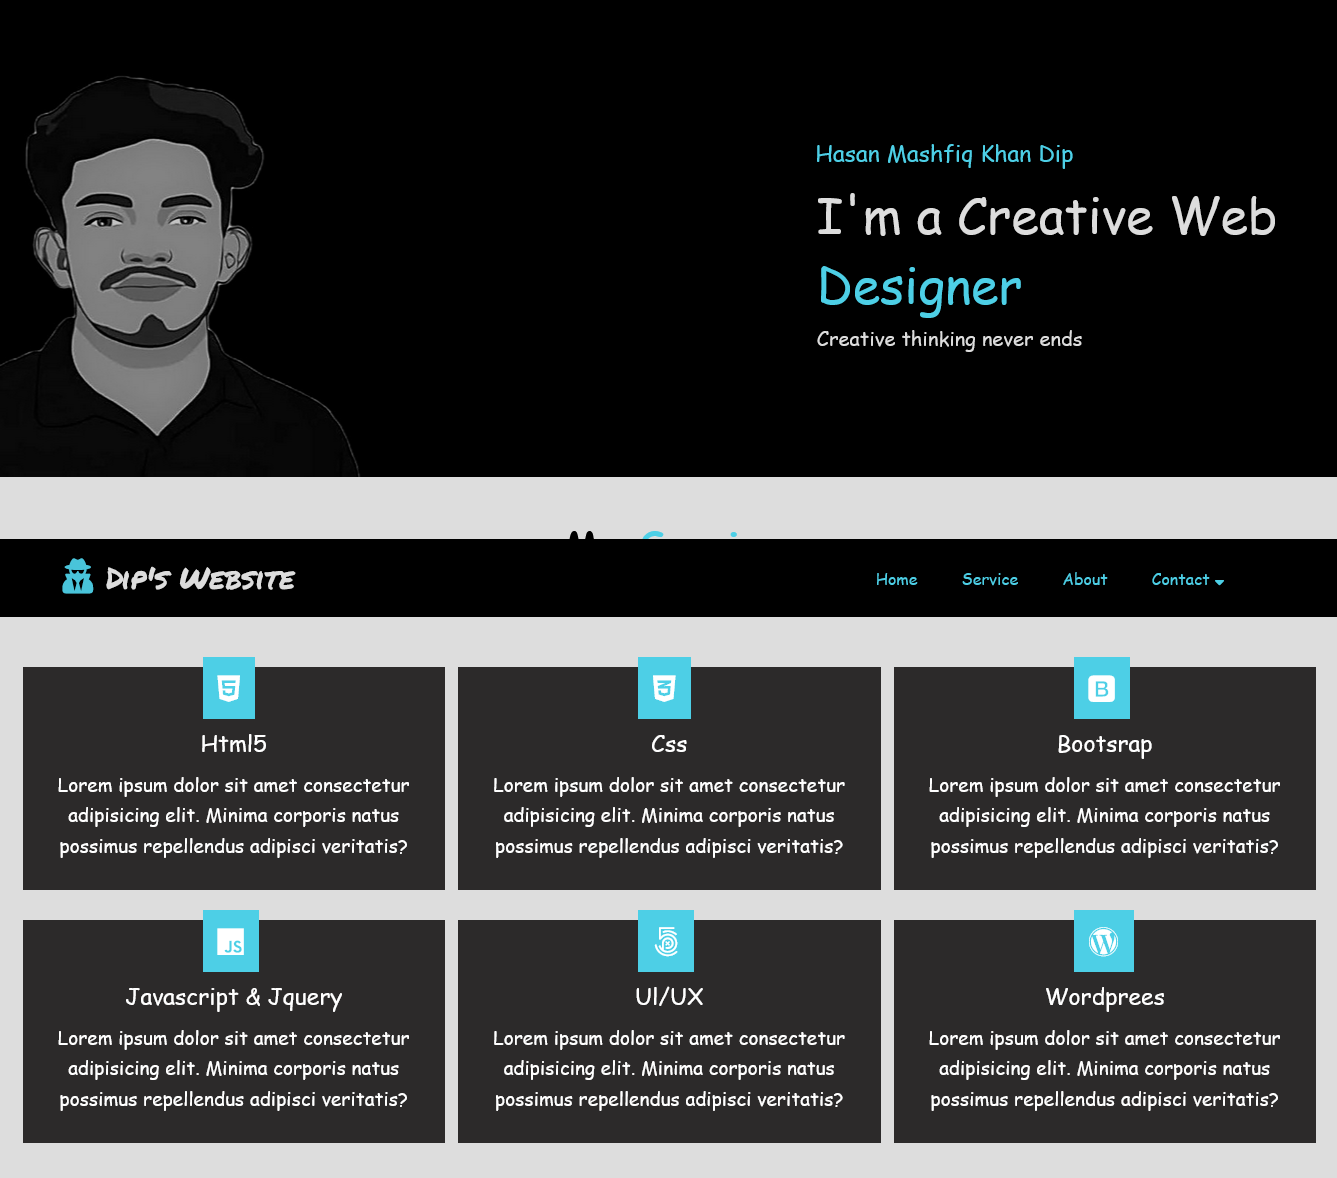 Hasan Mashfiq Khan Dip
I'm a Creative Web
Designer
Creative thinking never ends
Dip's Website
Home Service About Contact
Html5
Lorem ipsum dolor sit amet consectetur
adipisicing elit. Minima corporis natus
possimus repellendus adipisci veritatis?
Css
Lorem ipsum dolor sit amet consectetur
adipisicing elit. Minima corporis natus
possimus repellendus adipisci veritatis?
Bootsrap
Lorem ipsum dolor sit amet consectetur
adipisicing elit. Minima corporis natus
possimus repellendus adipisci veritatis?
JS
Javascript & Jquery
Lorem ipsum dolor sit amet consectetur
adipisicing elit. Minima corporis natus
possimus repellendus adipisci veritatis?
Ul/UX
Lorem ipsum dolor sit amet consectetur
adipisicing elit. Minima corporis natus
possimus repellendus adipisci veritatis?
Wordprees
Lorem ipsum dolor sit amet consectetur
adipisicing elit. Minima corporis natus
possimus repellendus adipisci veritatis?